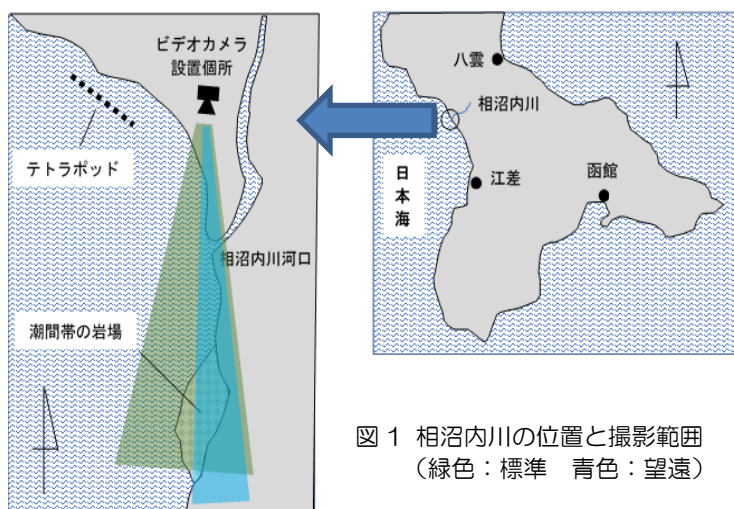 ビデオカメラ
設置個所
テトラポッド
相沼内川河口
潮間帯の岩場
八雲
相沼内川
日本海
江差
函館
図1 相沼内川の位置と撮影範囲
（緑色：標準 青色：望遠）